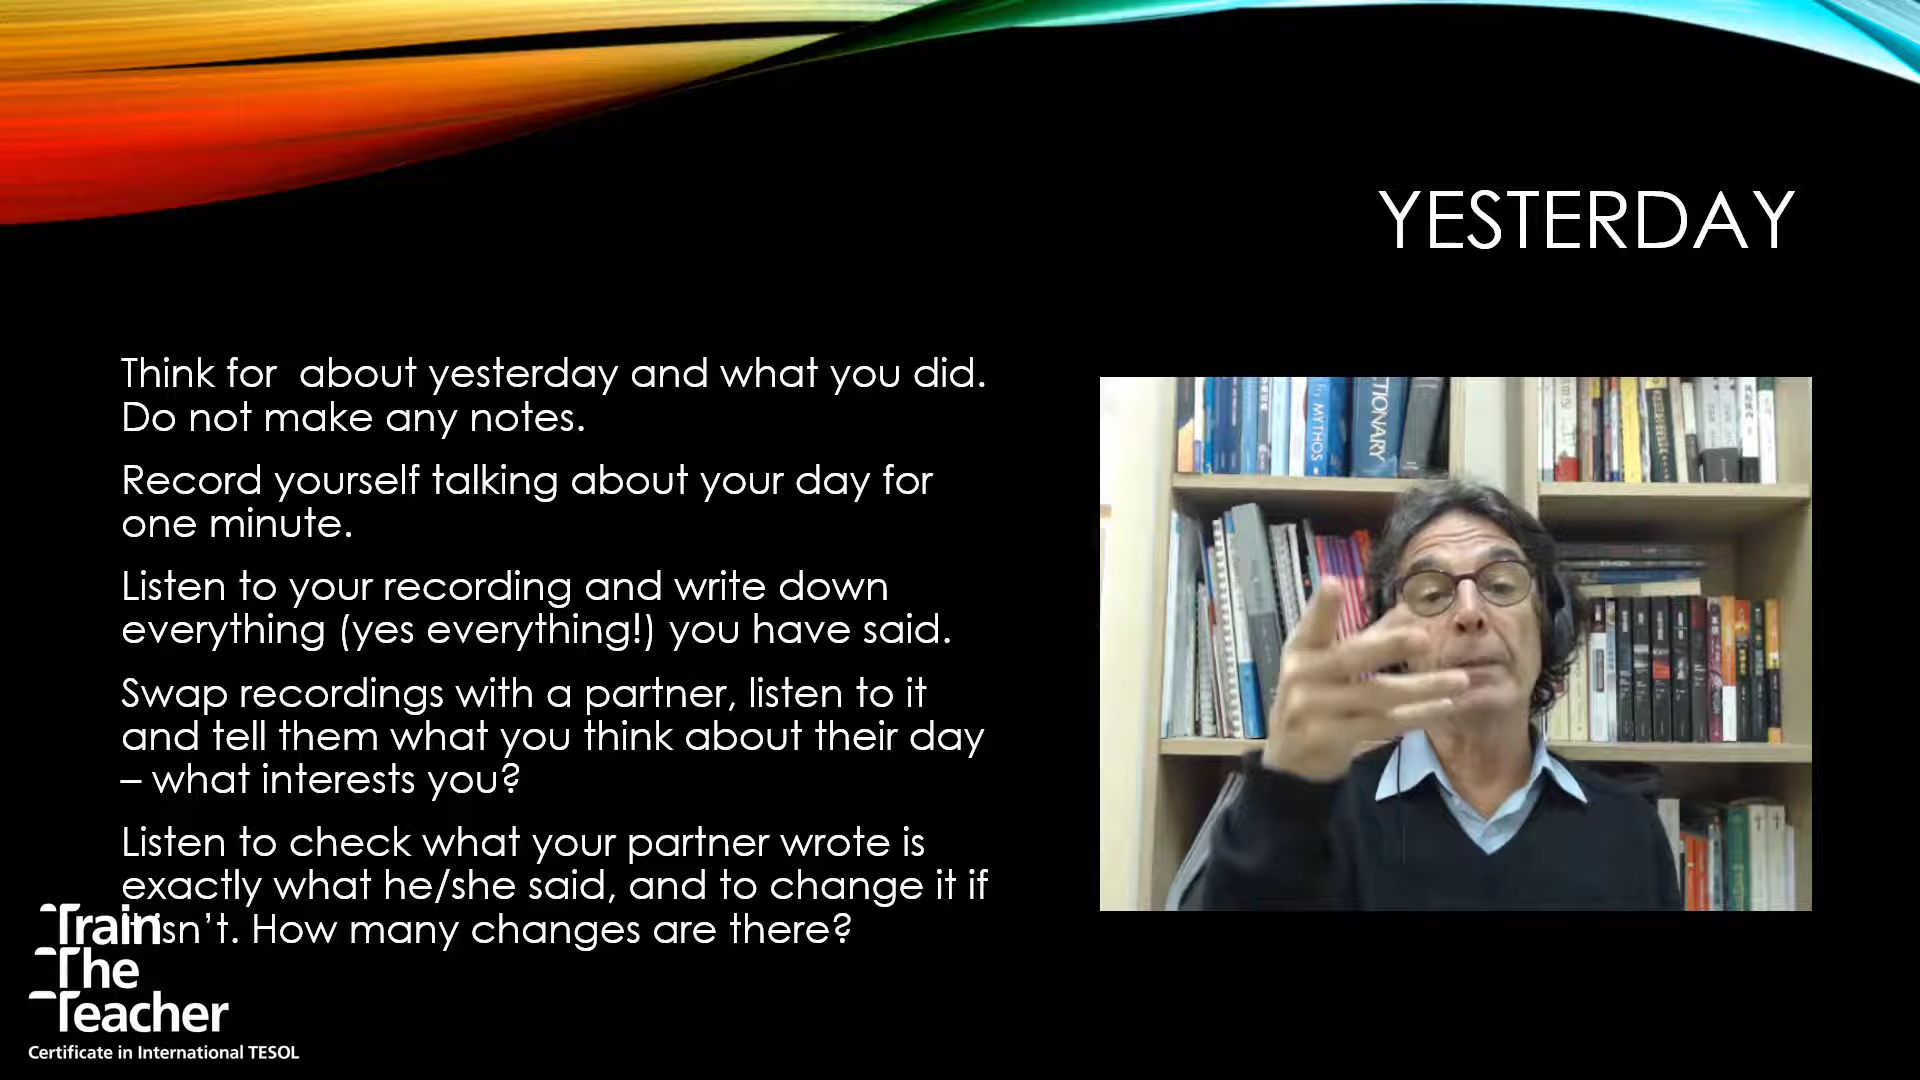 YESTERDAY
Think for  about yesterday and what you did.
Do not make any notes.
Record yourself talking about your day for
one minute.
Listen to your recording and write down
everything (yes everything!) you have said.
Swap recordings with a partner, listen to it
and tell them what you think about their day
– what interests you?
Listen to check what your partner wrote is
exactly what he/she said, and to change it if
isn't. How many changes are there?
MYTHOS
TIONARY
Train
The
Teacher
Certificate in International TESOL